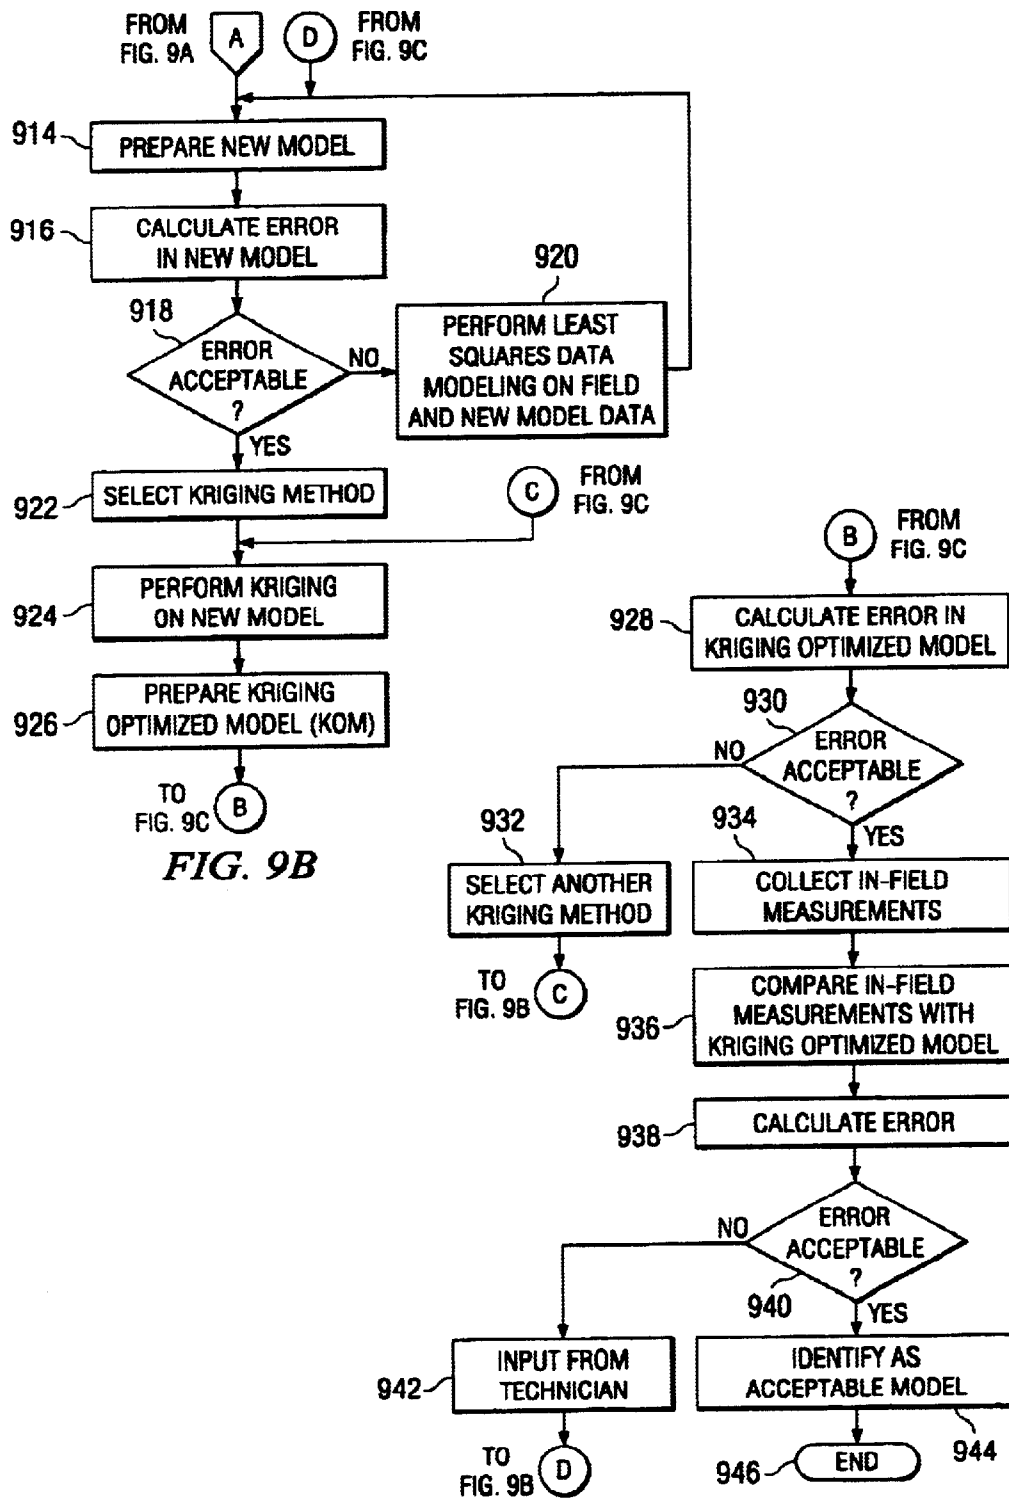 FROM
FIG. 9A
A
D
FROM
FIG. 9C
914
PREPARE NEW MODEL
916
CALCULATE ERROR
IN NEW MODEL
918
ERROR
ACCEPTABLE
?
NO
YES
920
PERFORM LEAST
SQUARES DATA
MODELING ON FIELD
AND NEW MODEL DATA
922
SELECT KRIGING METHOD
C
FROM
FIG. 9C
924
PERFORM KRIGING
ON NEW MODEL
926
PREPARE KRIGING
OPTIMIZED MODEL (KOM)
TO
FIG. 9C
B
FIG. 9B
B
FROM
FIG. 9C
928
CALCULATE ERROR IN
KRIGING OPTIMIZED MODEL
930
ERROR
ACCEPTABLE
?
NO
YES
932
SELECT ANOTHER
KRIGING METHOD
TO
FIG. 9B
C
934
COLLECT IN-FIELD
MEASUREMENTS
936
COMPARE IN-FIELD
MEASUREMENTS WITH
KRIGING OPTIMIZED MODEL
938
CALCULATE ERROR
940
ERROR
ACCEPTABLE
?
NO
YES
942
INPUT FROM
TECHNICIAN
TO
FIG. 9B
D
IDENTIFY AS
ACCEPTABLE MODEL
944
946
END